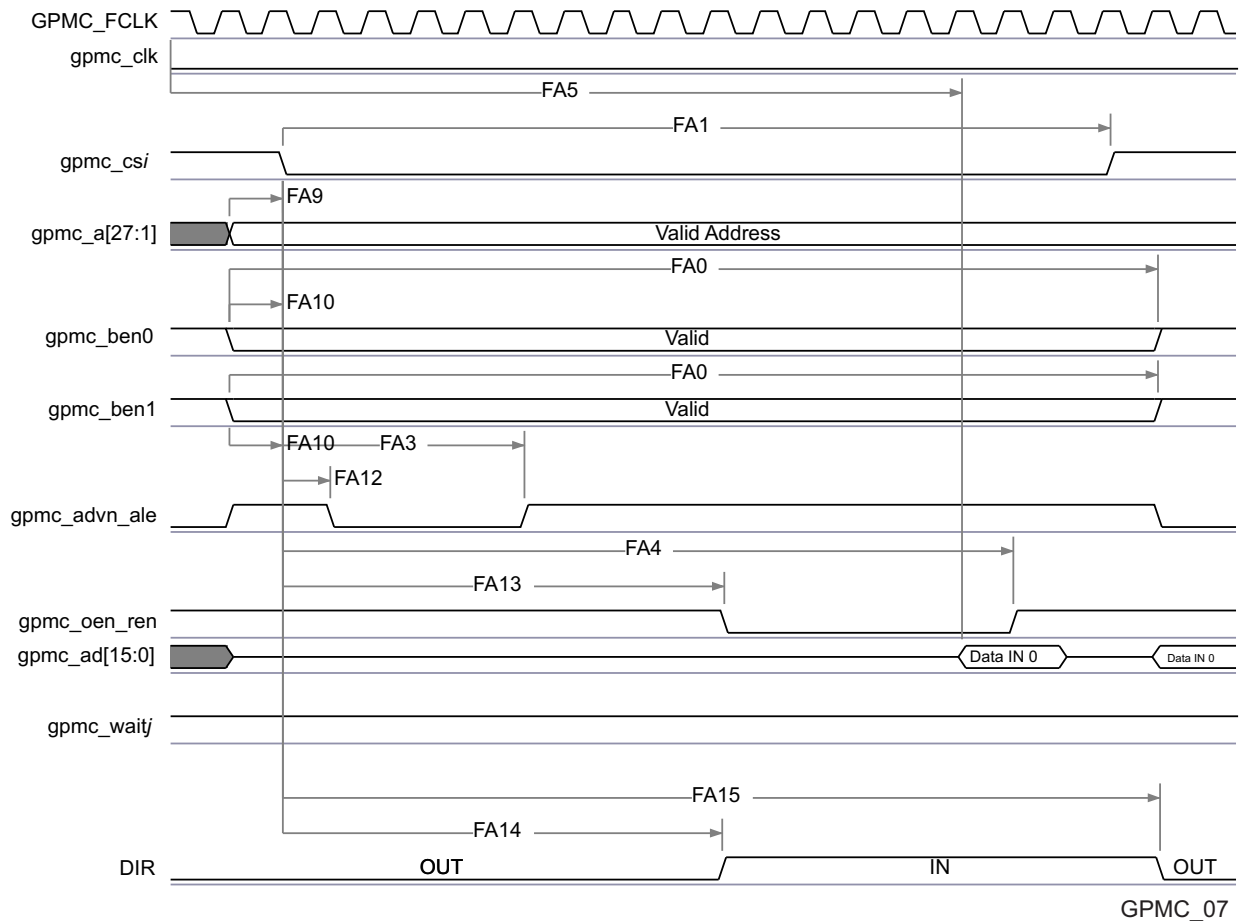 GPMC_FCLK
gpmc_clk
FA5
FA1
gpmc_csi
FA9
gpmc_a[27:1] Valid Address
FA0
FA10
gpmc_ben0 Valid
FA0
gpmc_ben1 Valid
FA10 FA3
FA12
gpmc_advn_ale
FA4
FA13
gpmc_oen_ren
gpmc_ad[15:0] Data IN 0 Data IN 0
gpmc_waitj
FA15
FA14
DIR OUT IN OUT
GPMC_07